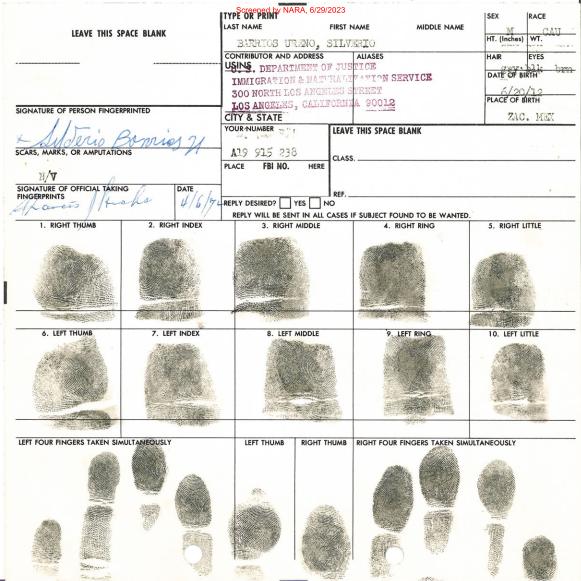 Screened by NARA, 6/29/2023
LEAVE THIS SPACE BLANK
TYPE OR PRINT
LAST NAME FIRST NAME MIDDLE NAME
BARRIOS URENO, SILVERIO
SEX RACE
M CAU
HT. (Inches) WT.
HAIR EYES
blk brn
DATE OF BIRTH
6/20/12
PLACE OF BIRTH
ZAC. MEX
CONTRIBUTOR AND ADDRESS ALIASES
USINS
U. S. DEPARTMENT OF JUSTICE
IMMIGRATION & NATURALIZATION SERVICE
300 NORTH LOS ANGELES STREET
LOS ANGELES, CALIFORNIA 90012
CITY & STATE
SIGNATURE OF PERSON FINGERPRINTED
Silverio Barrios U
SCARS, MARKS, OR AMPUTATIONS
N/V
SIGNATURE OF OFFICIAL TAKING FINGERPRINTS
DATE
YOUR NUMBER
A19 915 238
PLACE FBI NO. HERE
LEAVE THIS SPACE BLANK
CLASS.
REF.
REPLY DESIRED? YES NO
REPLY WILL BE SENT IN ALL CASES IF SUBJECT FOUND TO BE WANTED.
1. RIGHT THUMB 2. RIGHT INDEX 3. RIGHT MIDDLE 4. RIGHT RING 5. RIGHT LITTLE
6. LEFT THUMB 7. LEFT INDEX 8. LEFT MIDDLE 9. LEFT RING 10. LEFT LITTLE
LEFT FOUR FINGERS TAKEN SIMULTANEOUSLY LEFT THUMB RIGHT THUMB RIGHT FOUR FINGERS TAKEN SIMULTANEOUSLY